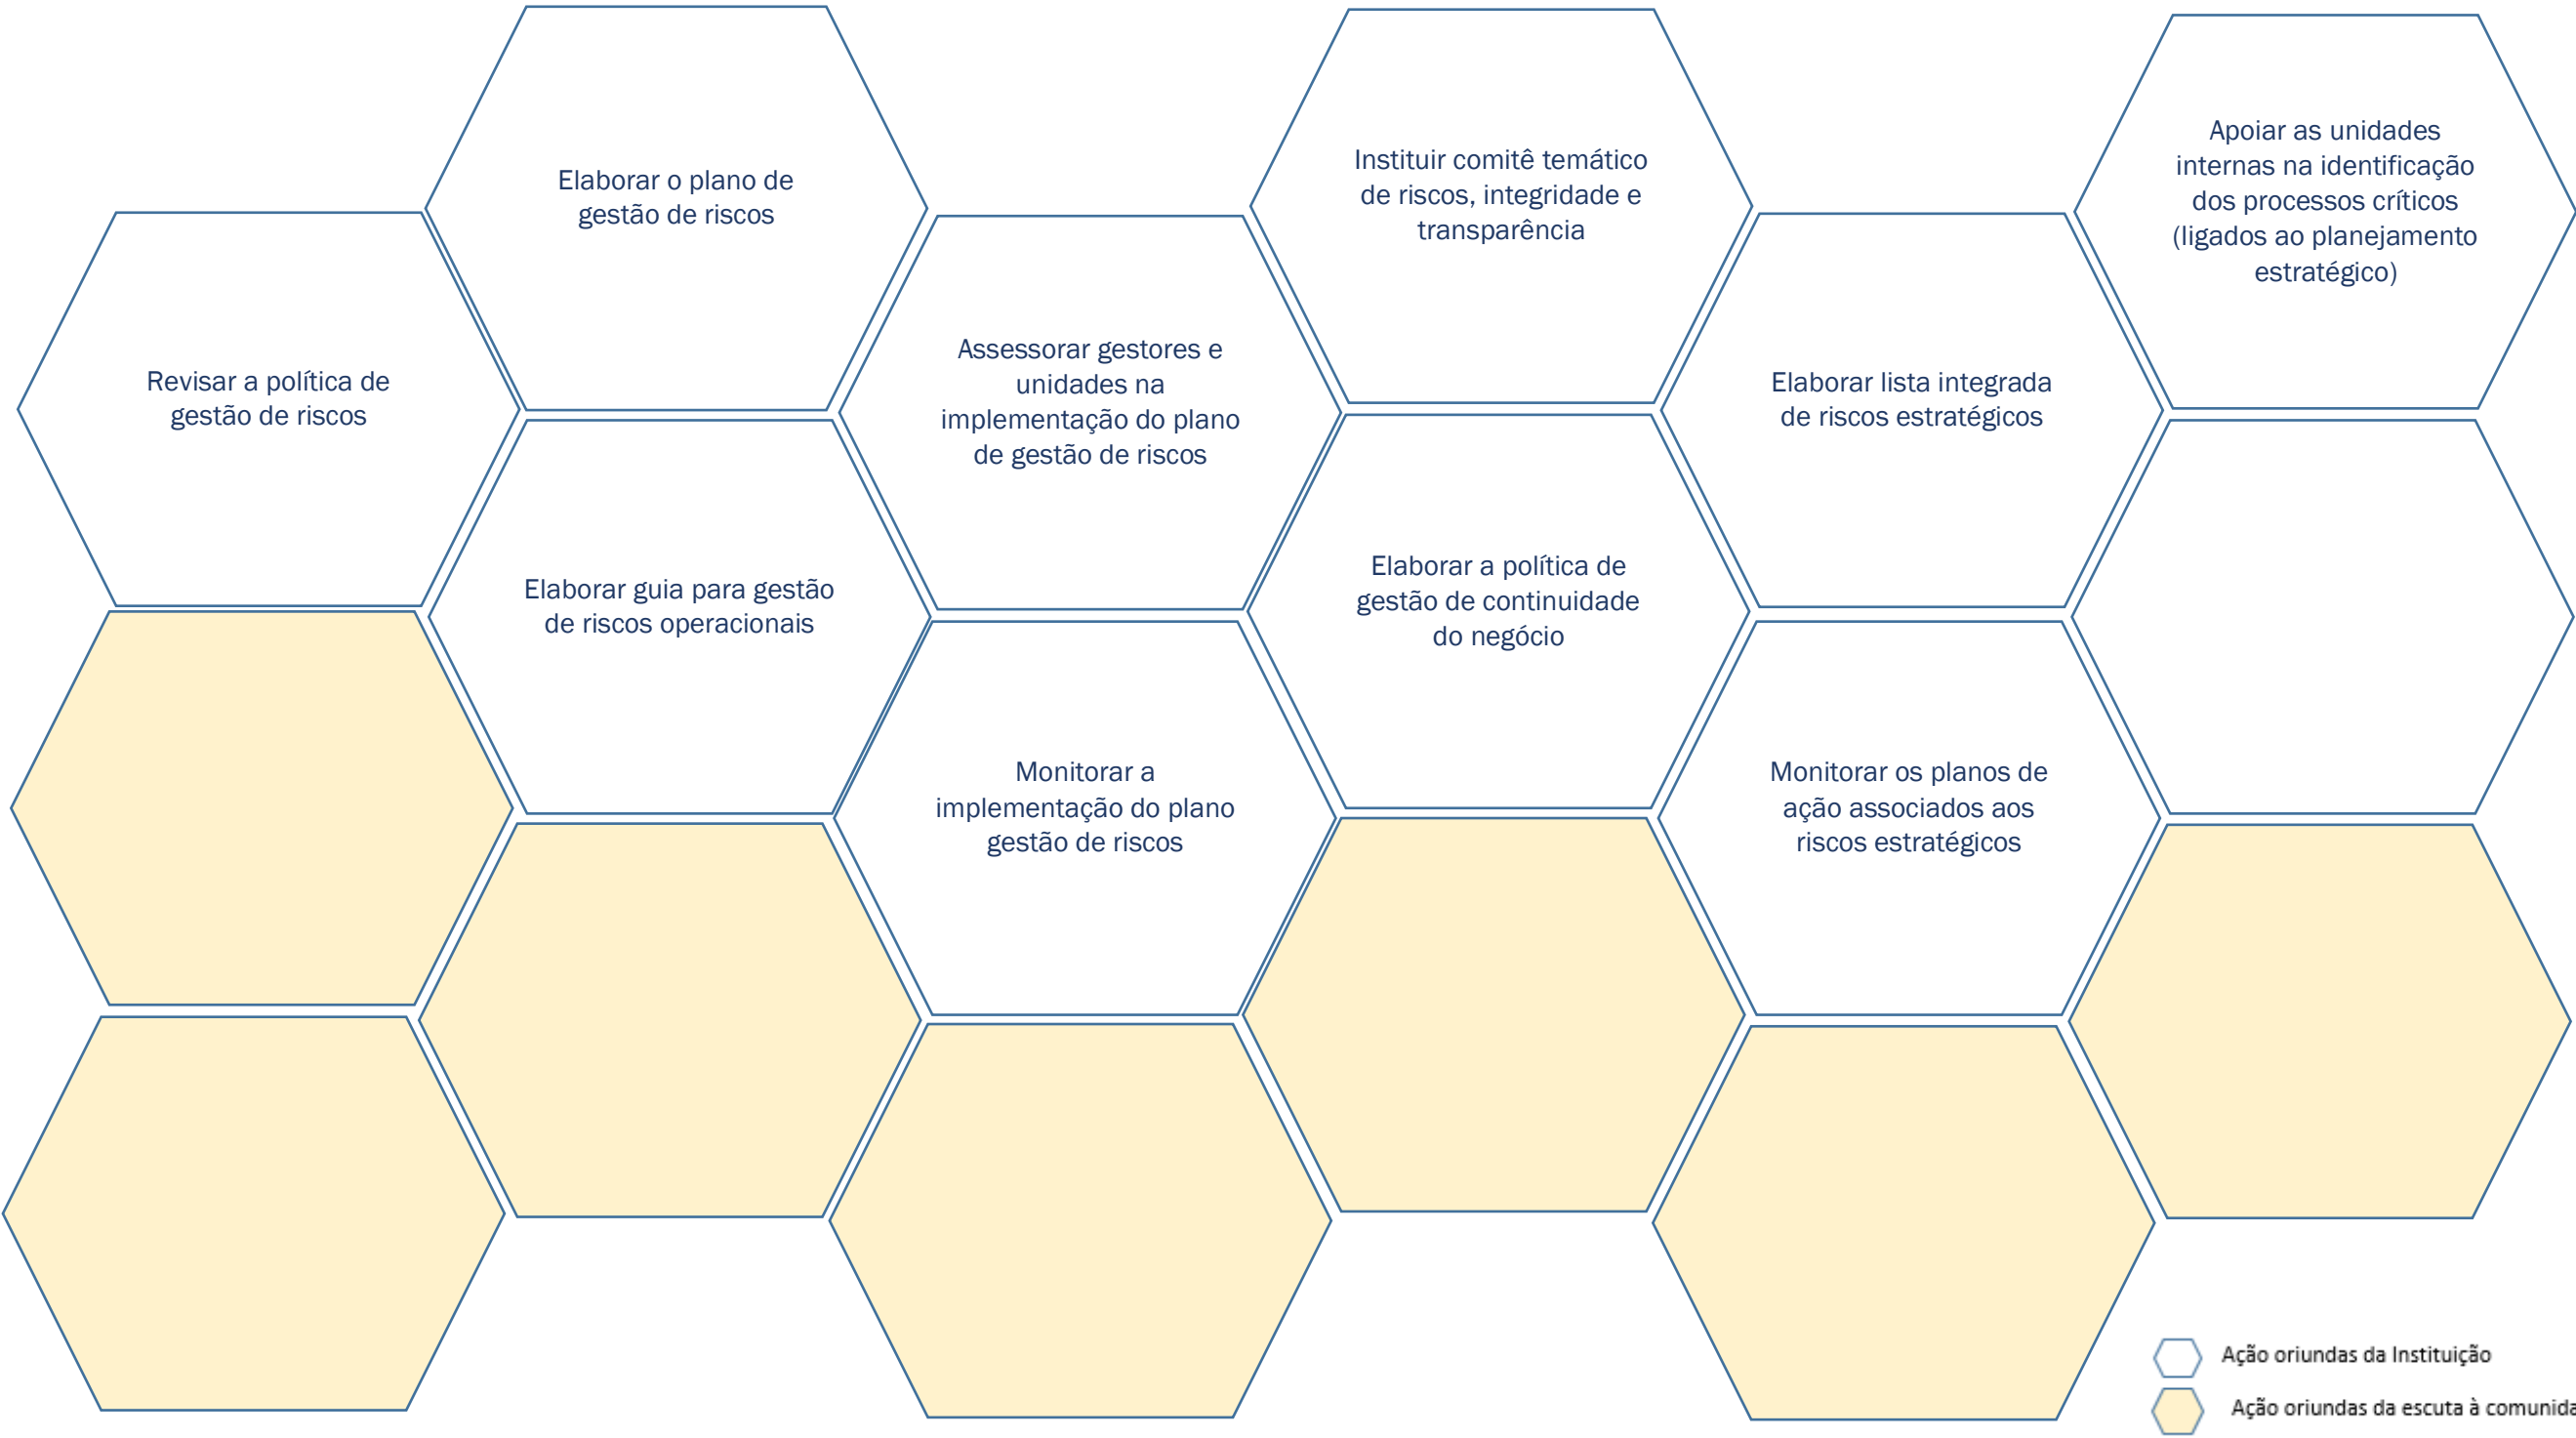 Elaborar o plano de
gestão de riscos
Instituir comitê temático
de riscos, integridade e
transparência
Apoiar as unidades
internas na identificação
dos processos críticos
(ligados ao planejamento
estratégico)
Revisar a política de
gestão de riscos
Assessorar gestores e
unidades na
implementação do plano
de gestão de riscos
Elaborar lista integrada
de riscos estratégicos
Elaborar guia para gestão
de riscos operacionais
Elaborar a política de
gestão de continuidade
do negócio
Monitorar a
implementação do plano
gestão de riscos
Monitorar os planos de
ação associados aos
riscos estratégicos
Ação oriundas da Instituição
Ação oriundas da escuta à